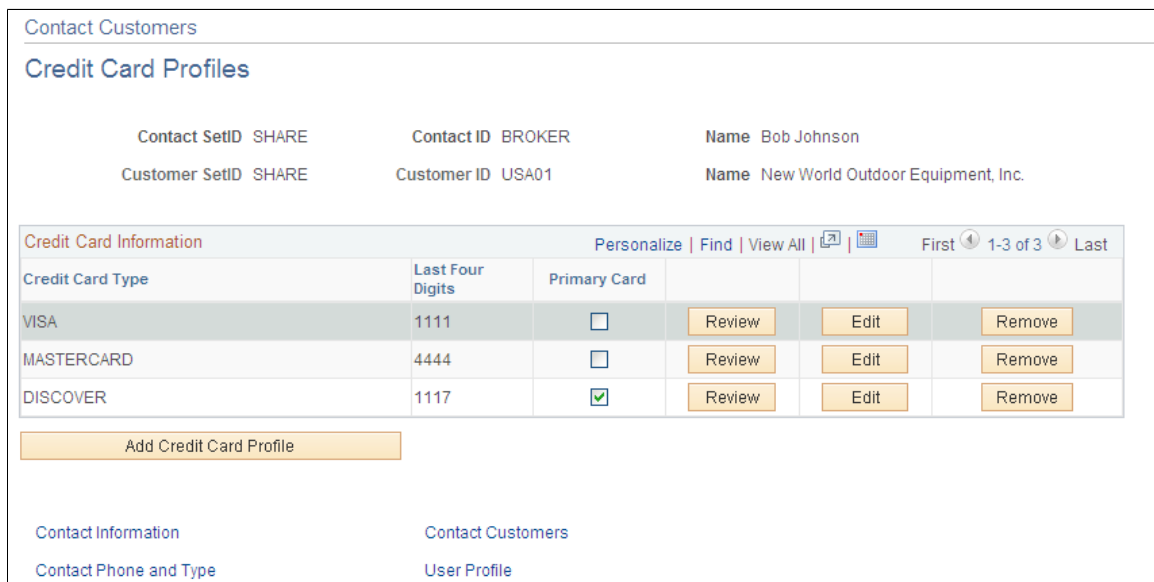 Contact Customers
Credit Card Profiles
Contact SetID SHARE Contact ID BROKER Name Bob Johnson
Customer SetID SHARE Customer ID USA01 Name New World Outdoor Equipment, Inc.
Credit Card Information Personalize | Find | View All | | First 1-3 of 3 Last
Credit Card Type Last Four Digits Primary Card
VISA 1111 Review Edit Remove
MASTERCARD 4444 Review Edit Remove
DISCOVER 1117 Review Edit Remove
Add Credit Card Profile
Contact Information Contact Customers
Contact Phone and Type User Profile